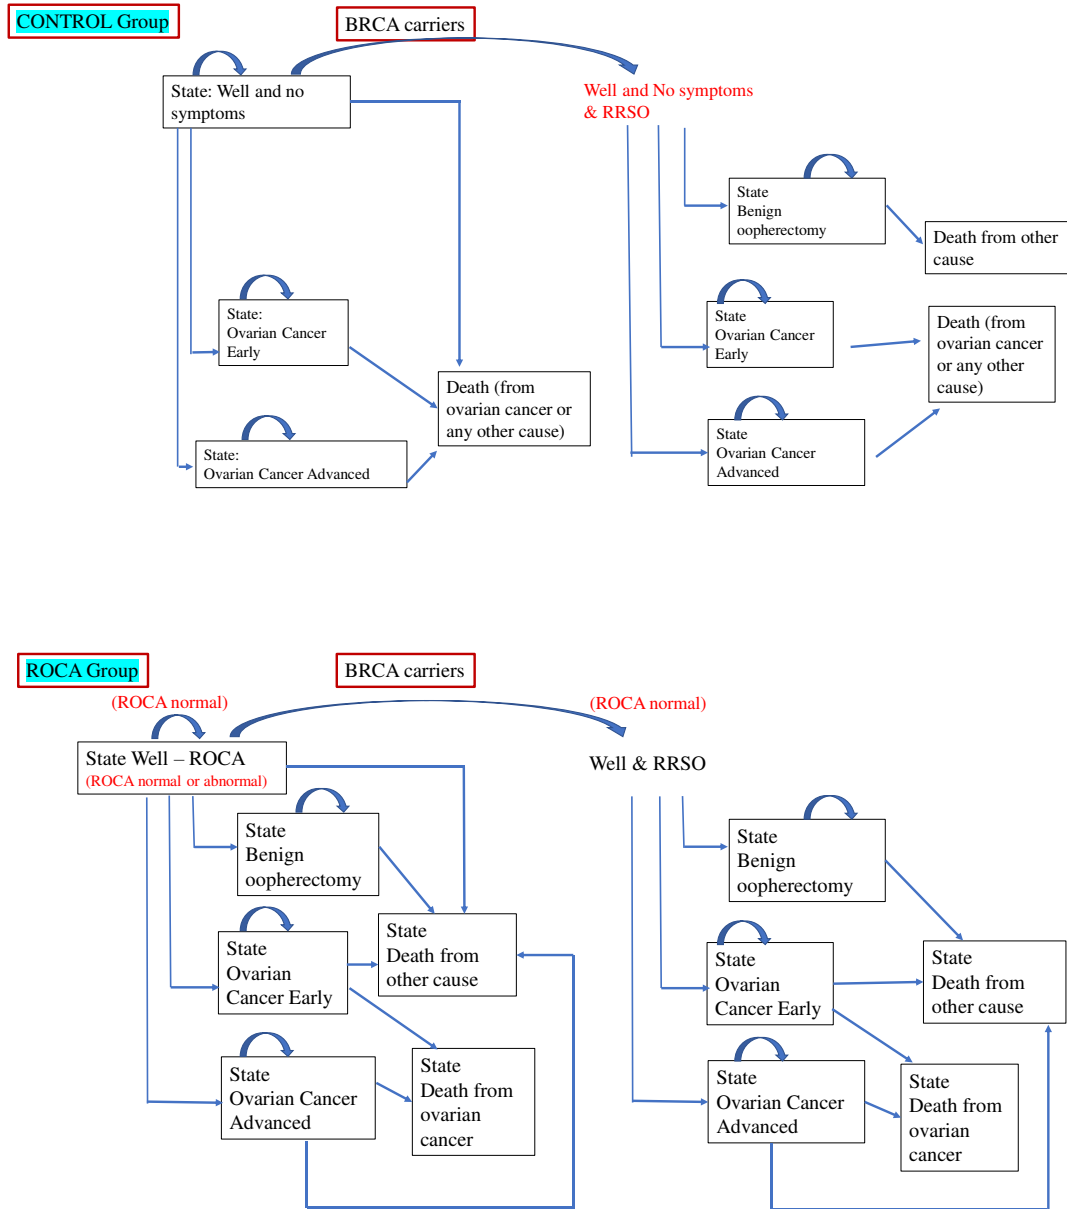 CONTROL Group
BRCA carriers
State: Well and no
symptoms
Well and No symptoms
& RRSO
State
Benign
oopherectomy
Death from other
cause
State:
Ovarian Cancer
Early
State
Ovarian Cancer
Early
Death (from
ovarian cancer
or any other
cause)
Death (from
ovarian cancer or
any other cause)
State:
Ovarian Cancer Advanced
State
Ovarian Cancer
Advanced
ROCA Group
BRCA carriers
(ROCA normal)
(ROCA normal)
State Well – ROCA
(ROCA normal or abnormal)
Well & RRSO
State
Benign
oopherectomy
State
Benign
oopherectomy
State
Death from
other cause
State
Ovarian
Cancer Early
State
Ovarian
Cancer Early
State
Death from
other cause
State
Ovarian Cancer
Advanced
State
Death from
ovarian
cancer
State
Ovarian Cancer
Advanced
State
Death from
ovarian
cancer